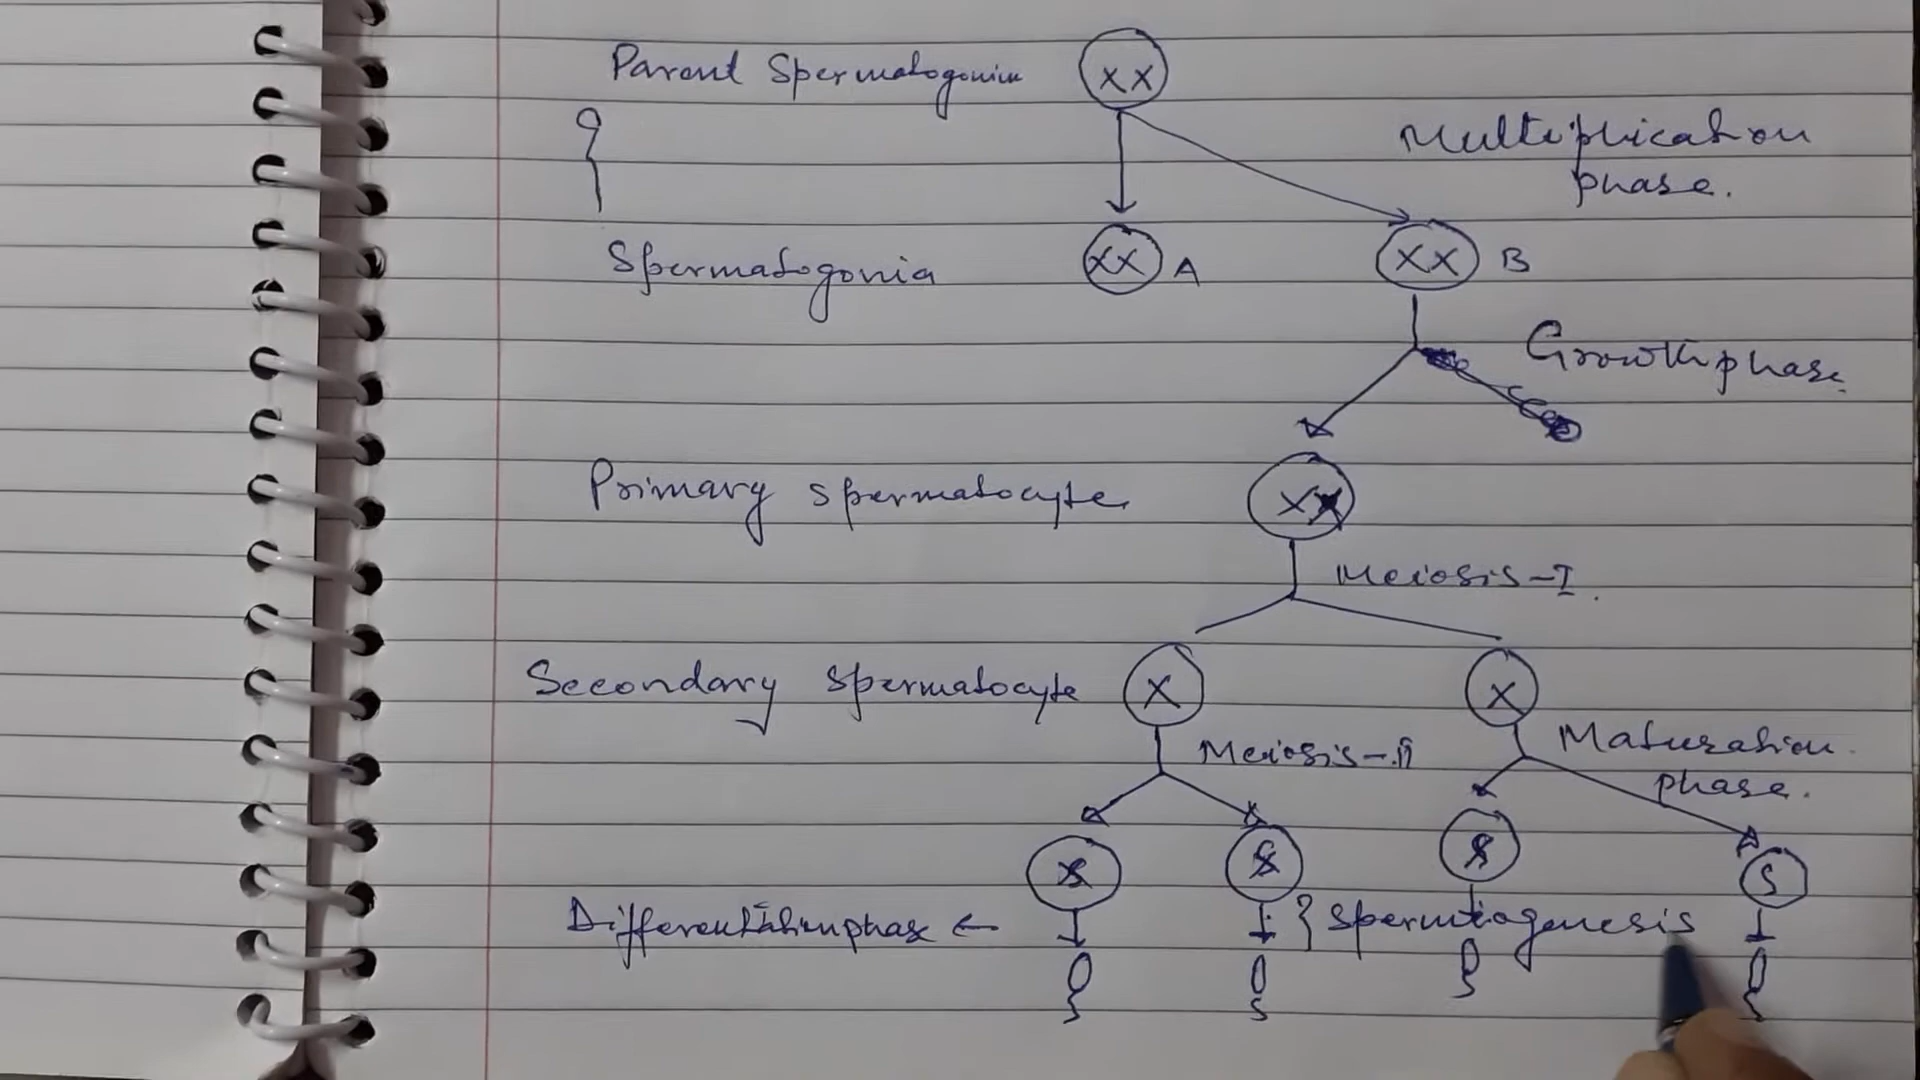 Parent Spermatogonium
XX
Multiplication
phase.
Spermatogonia
XX A
XX B
Growth phase
Primary spermatocyte
XX
Meiosis-I
Secondary spermatocyte
X
X
Meiosis-II
Maturation
phase.
S
Differentiation phase ←
} spermiogenesis